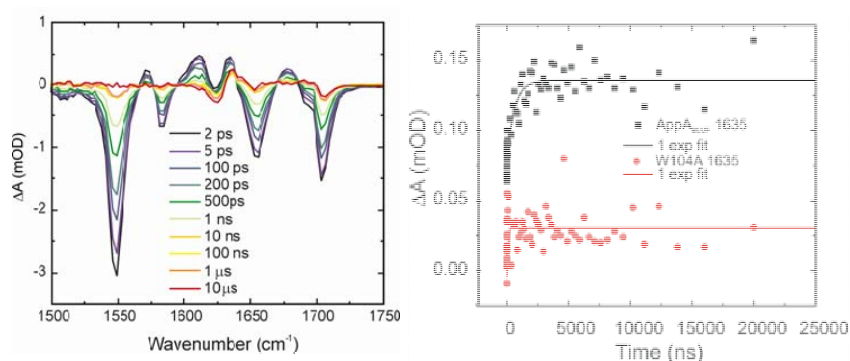 1
0
-1
-2
-3
ΔA (mOD)
2 ps
5 ps
100 ps
200 ps
500ps
1 ns
10 ns
100 ns
1 μs
10μs
1500 1550 1600 1650 1700 1750
Wavenumber (cm⁻¹)
0.15
0.10
0.05
0.00
ΔA (mOD)
AppA_BLUF 1635
1 exp fit
W104A 1635
1 exp fit
0 5000 10000 15000 20000 25000
Time (ns)